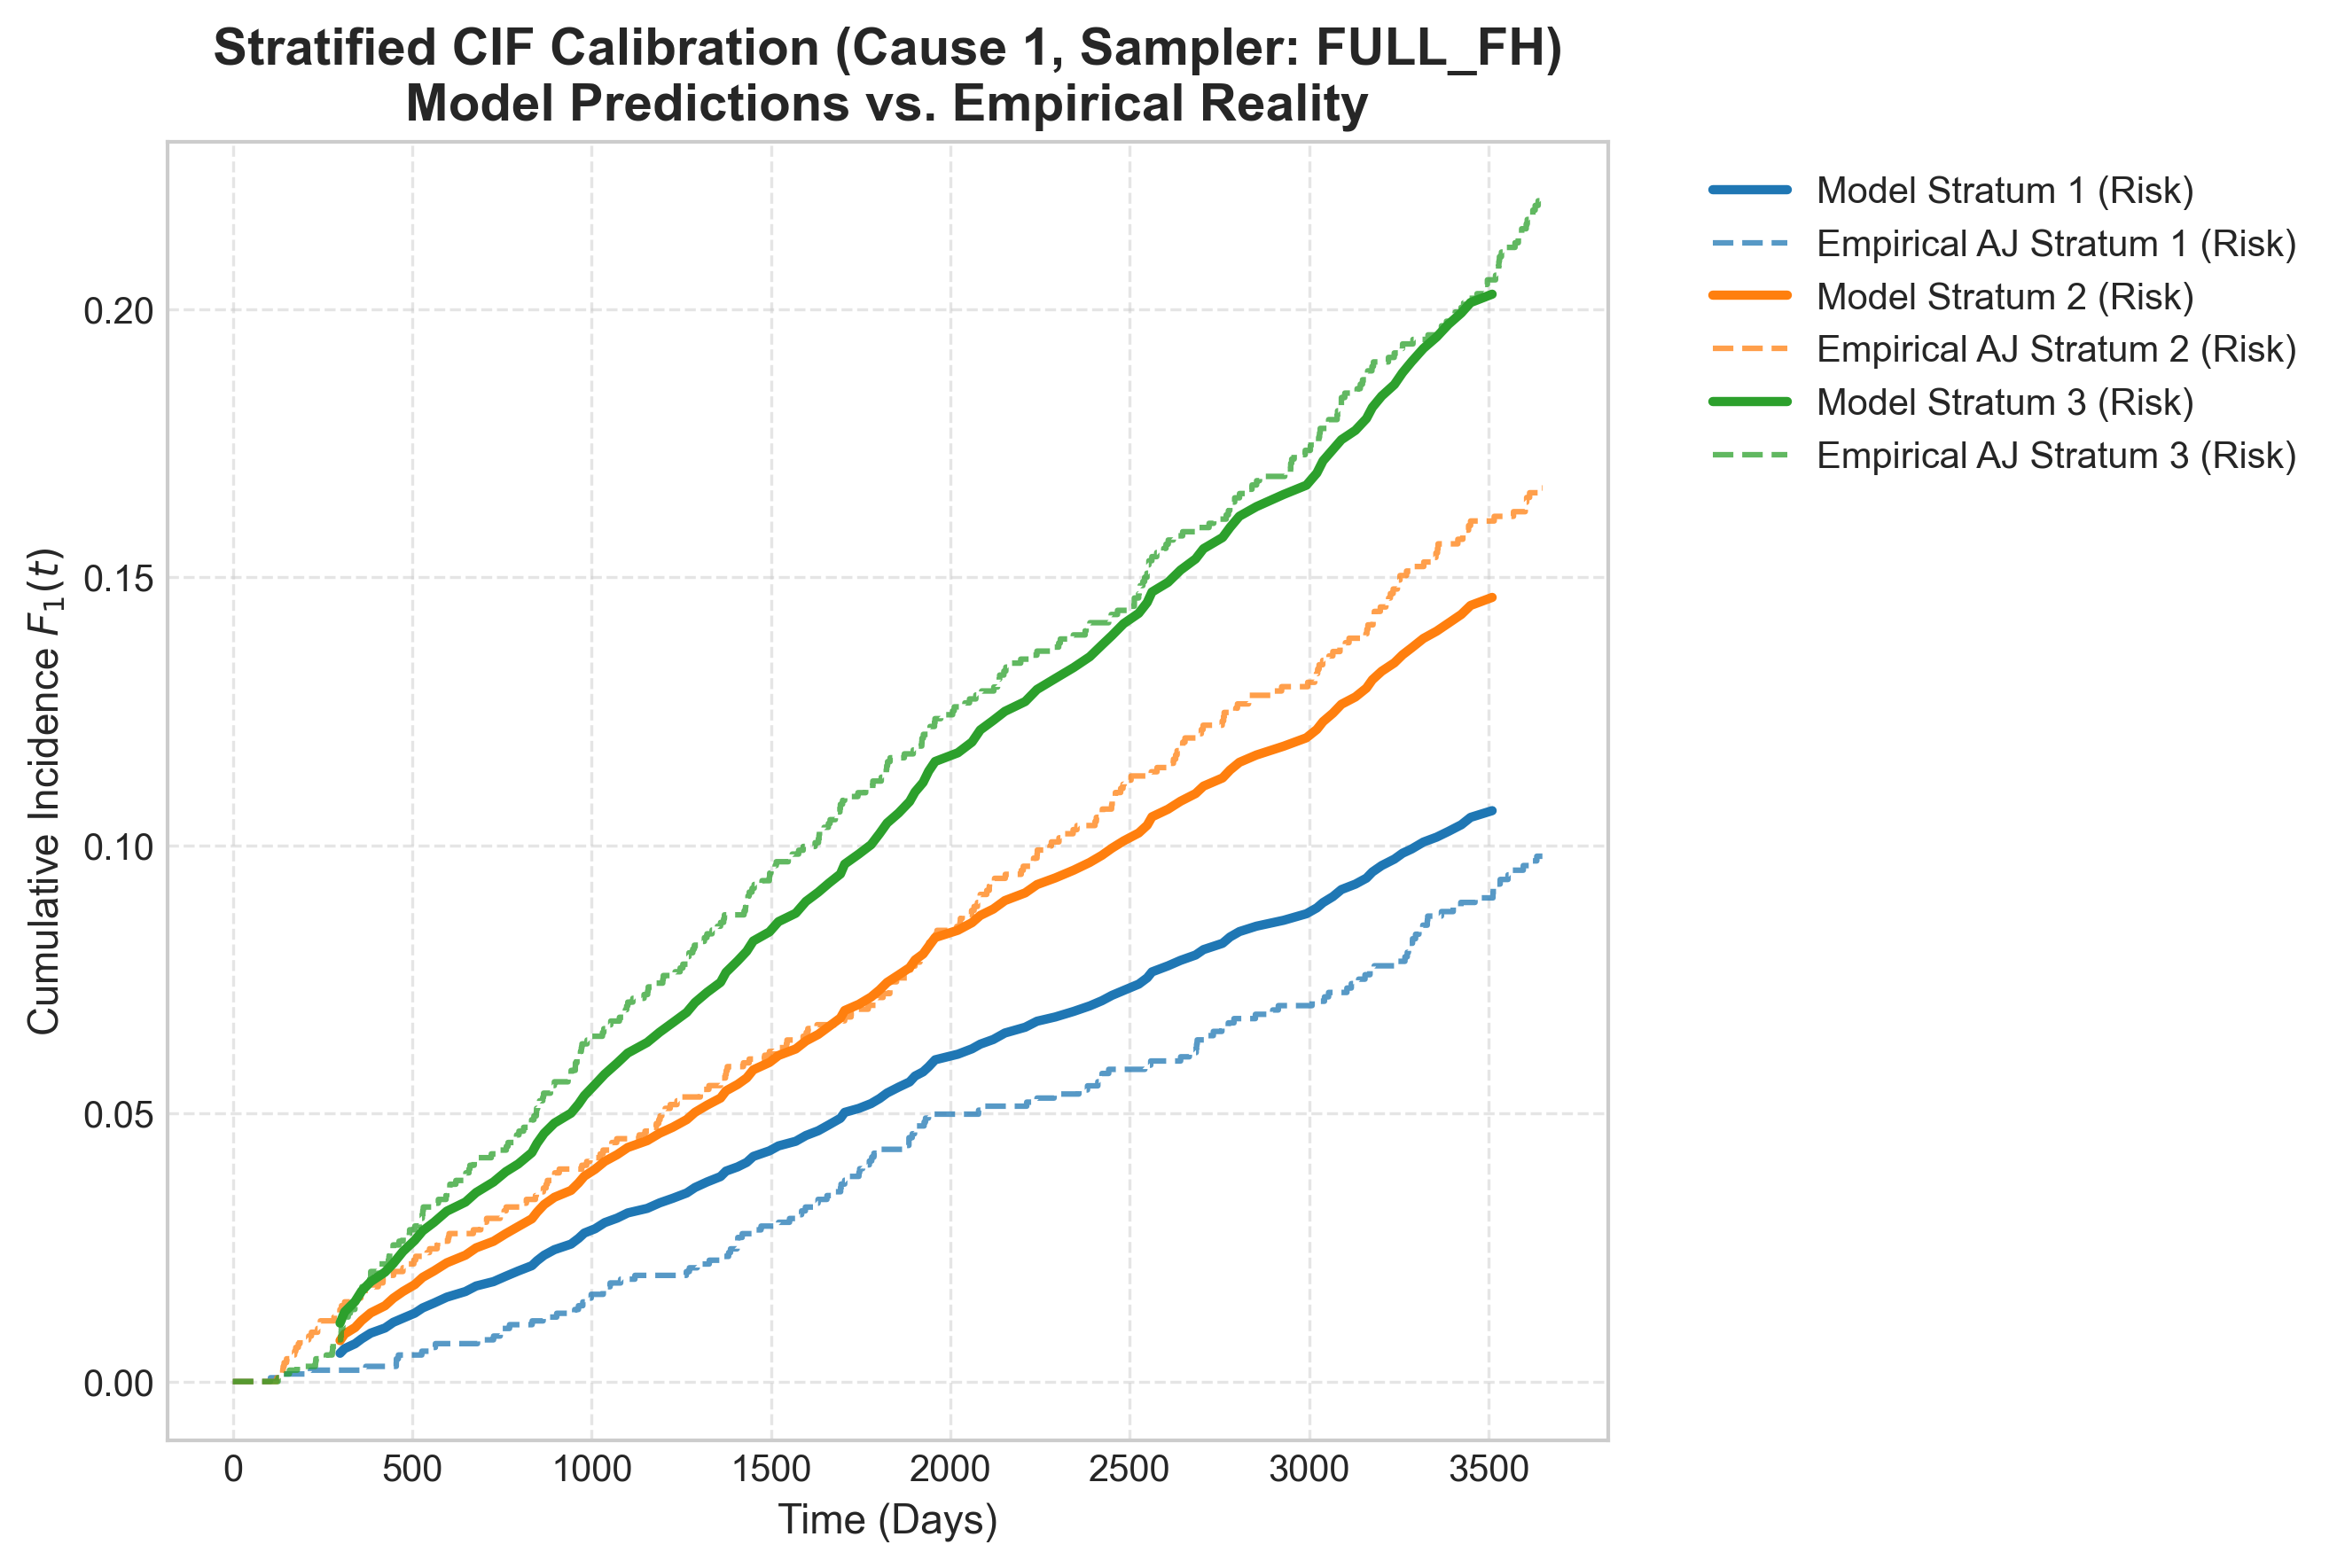 Stratified CIF Calibration (Cause 1, Sampler: FULL_FH)
Model Predictions vs. Empirical Reality
Model Stratum 1 (Risk)
Empirical AJ Stratum 1 (Risk)
Model Stratum 2 (Risk)
Empirical AJ Stratum 2 (Risk)
Model Stratum 3 (Risk)
Empirical AJ Stratum 3 (Risk)
Cumulative Incidence F₁(t)
0.20
0.15
0.10
0.05
0.00
0 500 1000 1500 2000 2500 3000 3500
Time (Days)